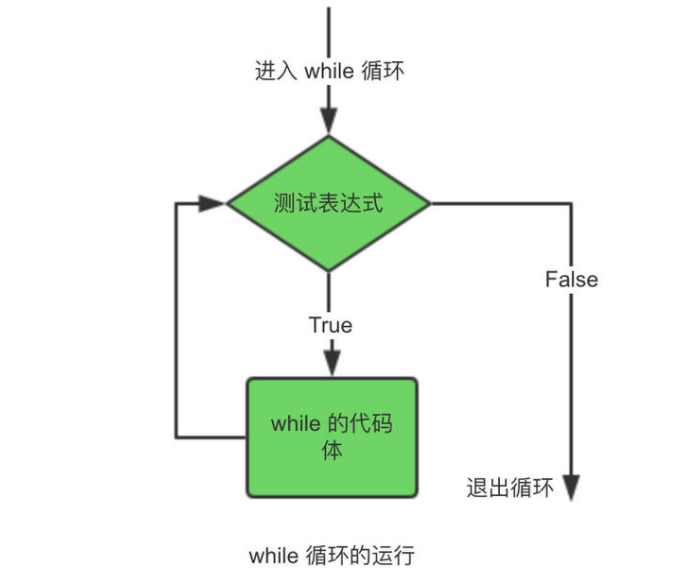 进入 while 循环
测试表达式
False
True
while 的代码
体
退出循环
while 循环的运行